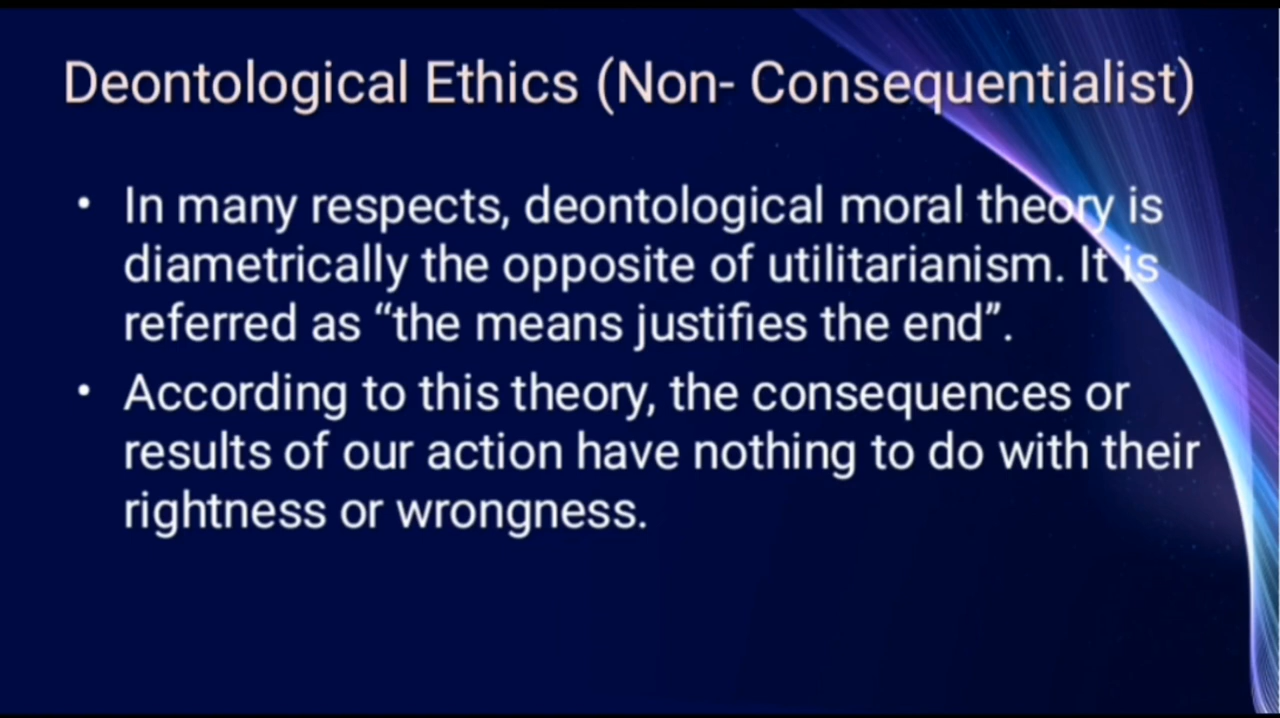 Deontological Ethics (Non- Consequentialist)
• In many respects, deontological moral theory is
diametrically the opposite of utilitarianism. It is
referred as “the means justifies the end”.
• According to this theory, the consequences or
results of our action have nothing to do with their
rightness or wrongness.